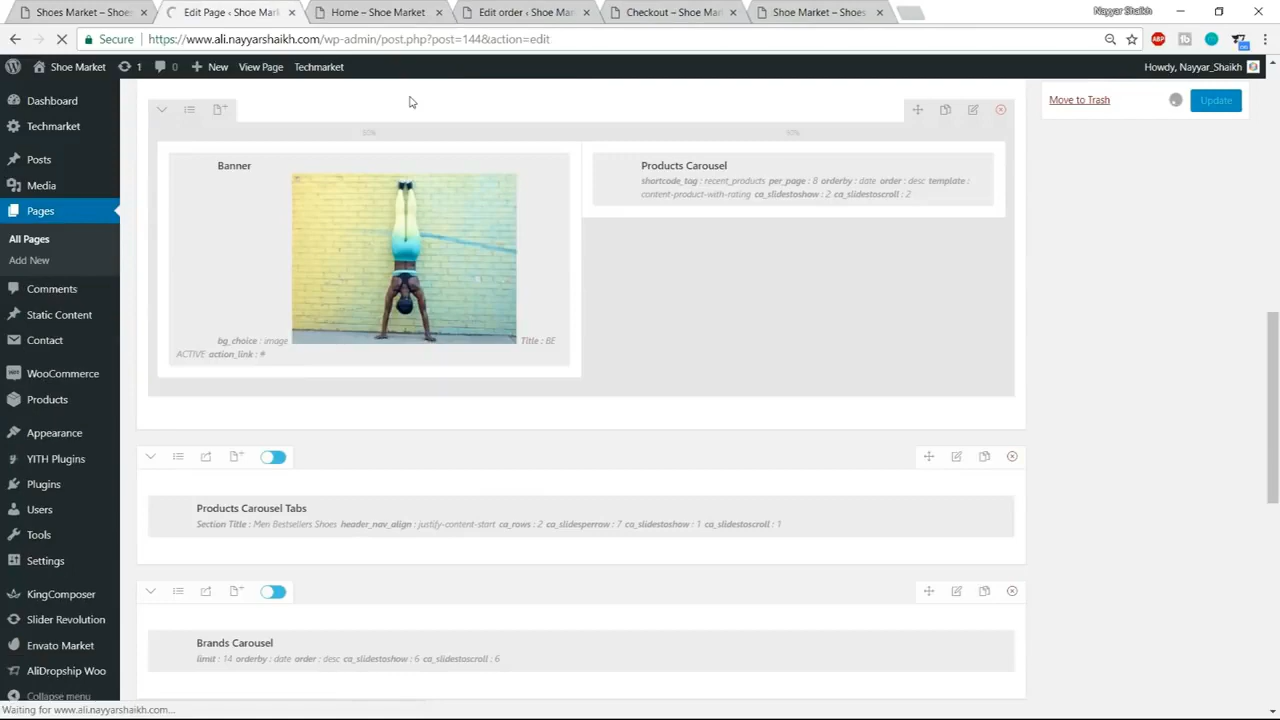 Shoes Market – Shoes
Edit Page ‹ Shoe Mar
Home – Shoe Market
Edit order ‹ Shoe Mar
Checkout – Shoe Mar
Shoe Market – Shoes
Nayyar Shaikh
Secure
https://www.ali.nayyarshaikh.com/wp-admin/post.php?post=144&action=edit
ABP
Shoe Market
1
0
New
View Page
Techmarket
Howdy, Nayyar_Shaikh
Dashboard
Techmarket
Posts
Media
Pages
All Pages
Add New
Comments
Static Content
Contact
WooCommerce
Products
Appearance
YITH Plugins
Plugins
Users
Tools
Settings
KingComposer
Slider Revolution
Envato Market
AliDropship Woo
Collapse menu
Move to Trash
Update
Banner
bg_choice : image
Title : BE
ACTIVE action_link : #
Products Carousel
shortcode_tag : recent_products per_page : 8 orderby : date order : desc template :
content-product-with-rating ca_slidestoshow : 2 ca_slidestoscroll : 2
Products Carousel Tabs
Section Title : Men Bestsellers Shoes header_nav_align : justify-content-start ca_rows : 2 ca_slidesperrow : 7 ca_slidestoshow : 1 ca_slidestoscroll : 1
Brands Carousel
limit : 14 orderby : date order : desc ca_slidestoshow : 6 ca_slidestoscroll : 6
Waiting for www.ali.nayyarshaikh.com...